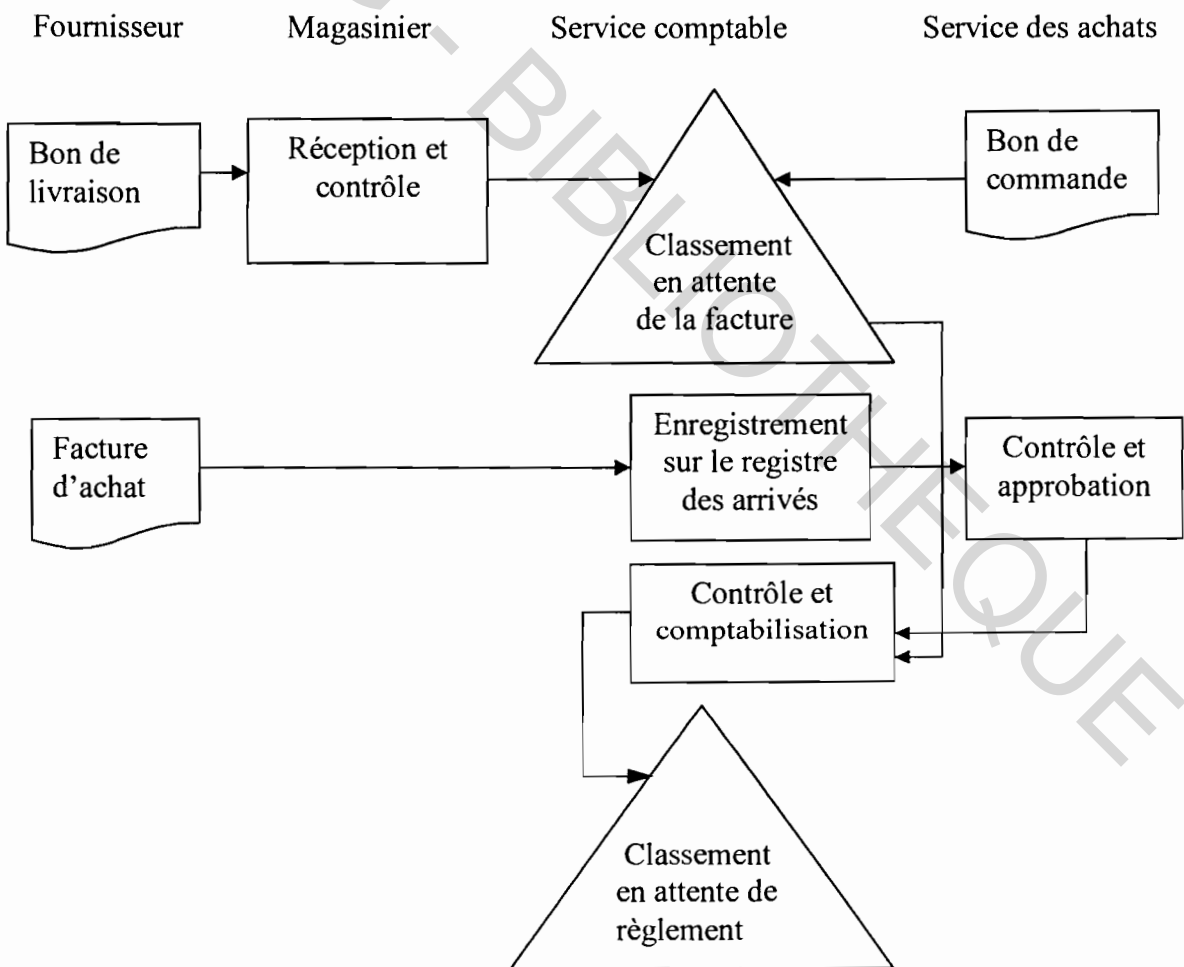 Fournisseur Magasinier Service comptable Service des achats
Bon de
livraison
Réception et
contrôle
Bon de
commande
Classement
en attente
de la facture
Facture
d'achat
Enregistrement
sur le registre
des arrivés
Contrôle et
approbation
Contrôle et
comptabilisation
Classement
en attente de
règlement
- BIBLIOTHEQUE